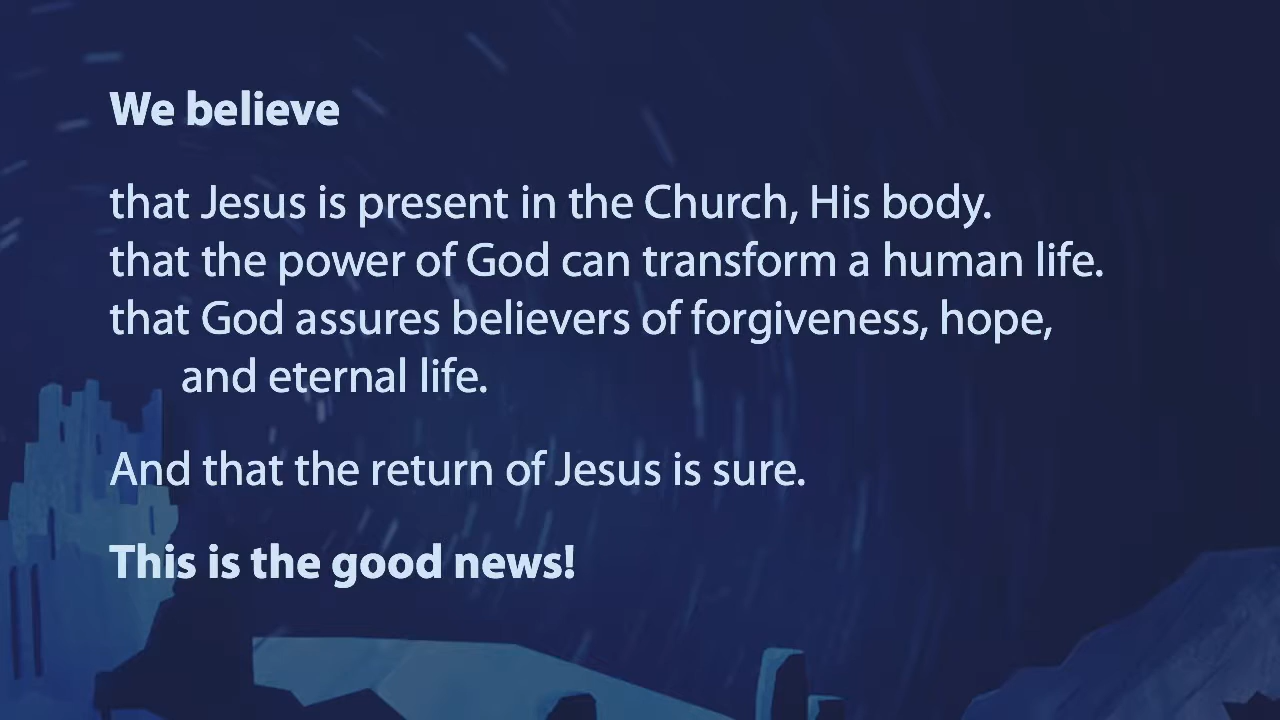 We believe
that Jesus is present in the Church, His body.
that the power of God can transform a human life.
that God assures believers of forgiveness, hope,
and eternal life.
And that the return of Jesus is sure.
This is the good news!